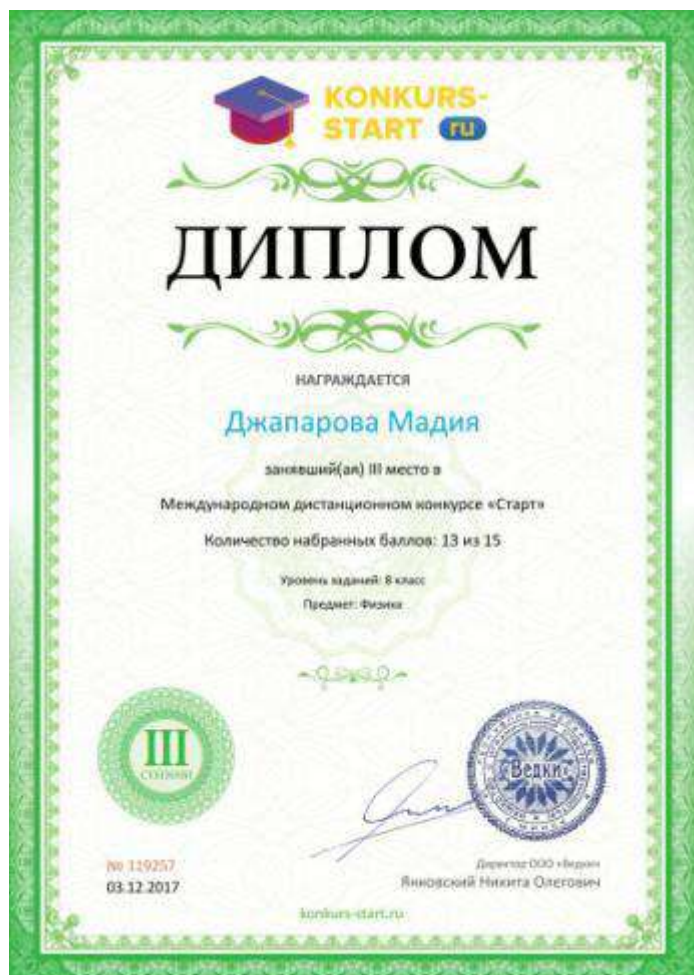 KONKURS-
START ru
ДИПЛОМ
НАГРАЖДАЕТСЯ
Джапарова Мадия
занявший(ая) III место в
Международном дистанционном конкурсе «Старт»
Количество набранных баллов: 13 из 15
Уровень заданий: 8 класс
Предмет: Физика
III
СТЕПЕНИ
Ведки
№ 119257
03.12.2017
Директор ООО «Ведки»
Янковский Никита Олегович
konkurs-start.ru